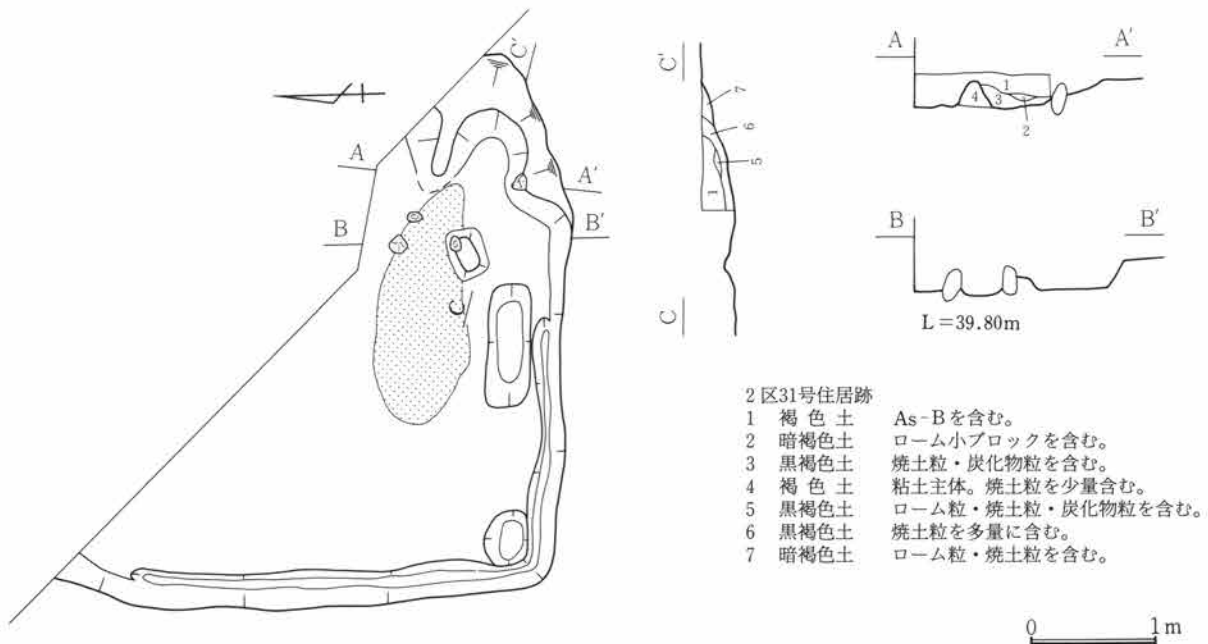 C'
A
A'
B
B'
C
C'
7
6
5
1
C
A
A'
1
4
3
2
B
B'
L=39.80m
2区31号住居跡
1 褐色土 As-Bを含む。
2 暗褐色土 ローム小ブロックを含む。
3 黒褐色土 焼土粒・炭化物粒を含む。
4 褐色土 粘土主体。焼土粒を少量含む。
5 黒褐色土 ローム粒・焼土粒・炭化物粒を含む。
6 黒褐色土 焼土粒を多量に含む。
7 暗褐色土 ローム粒・焼土粒を含む。
0 1m